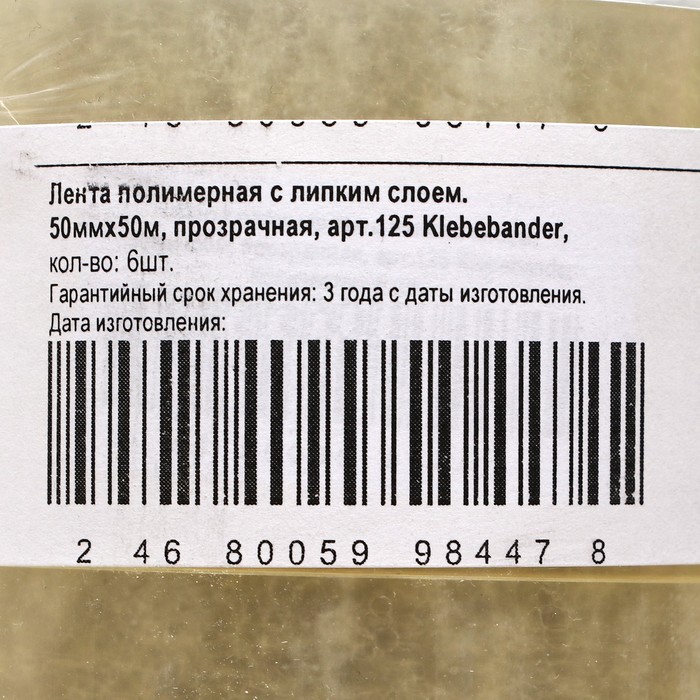 Лента полимерная с липким слоем.
50ммх50м, прозрачная, арт.125 Klebebander,
кол-во: 6шт.
Гарантийный срок хранения: 3 года с даты изготовления.
Дата изготовления:
2 46 80059 98447 8